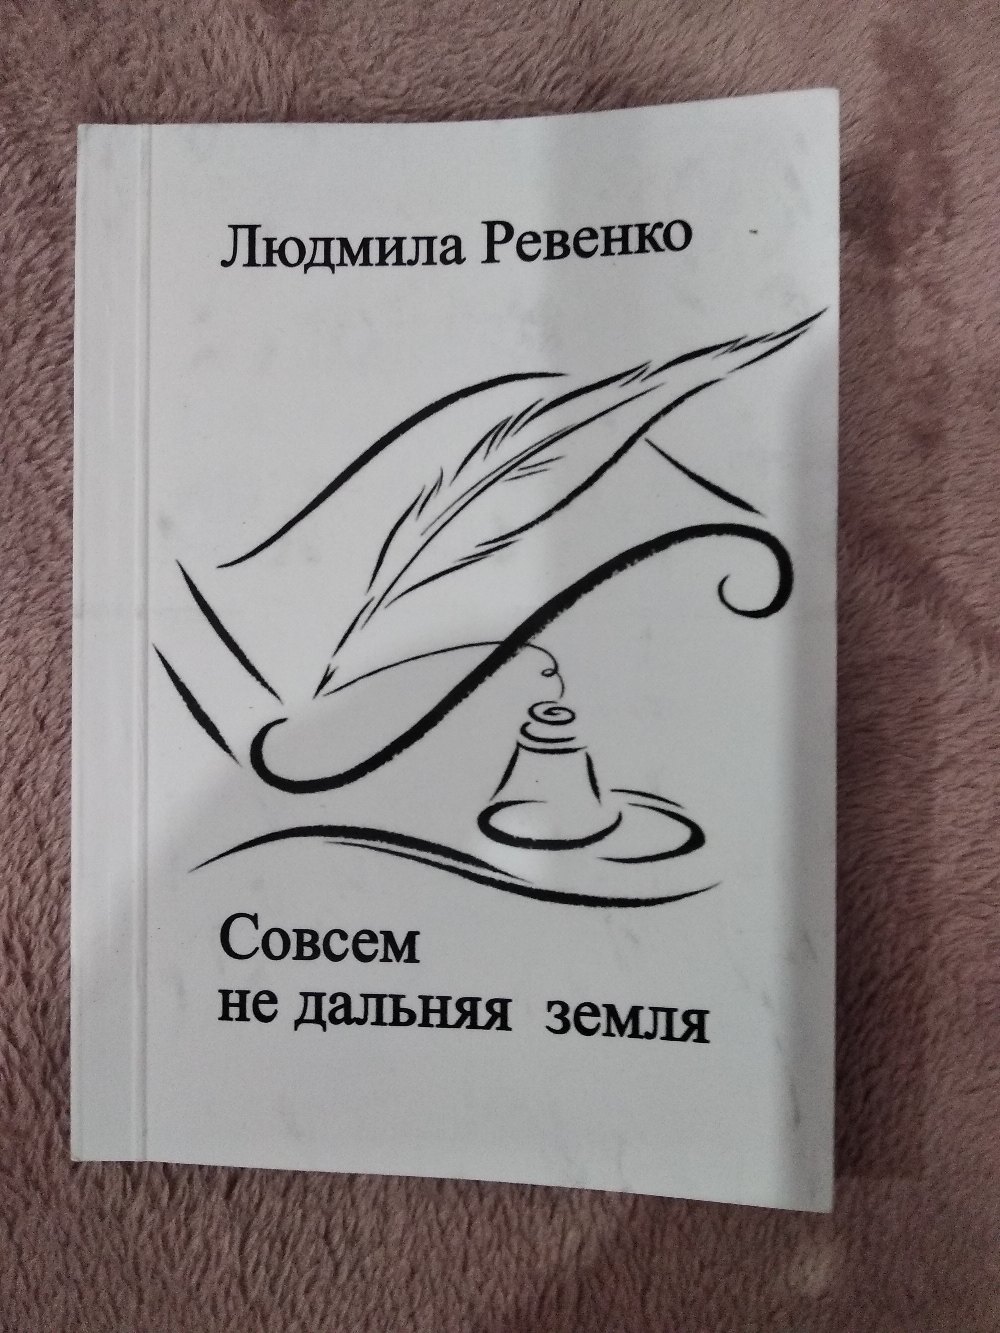 Людмила Ревенко
Совсем
не дальняя земля